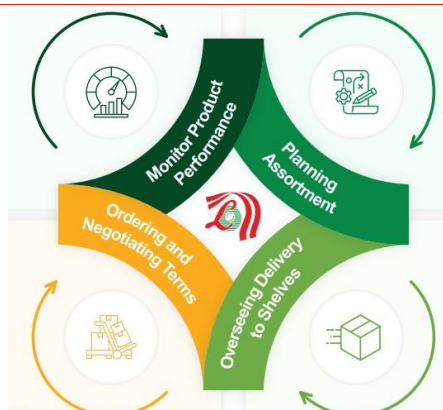 Monitor Product
Performance
Planning
Assortment
Ordering and
Negotiating Terms
Overseeing Delivery
to Shelves